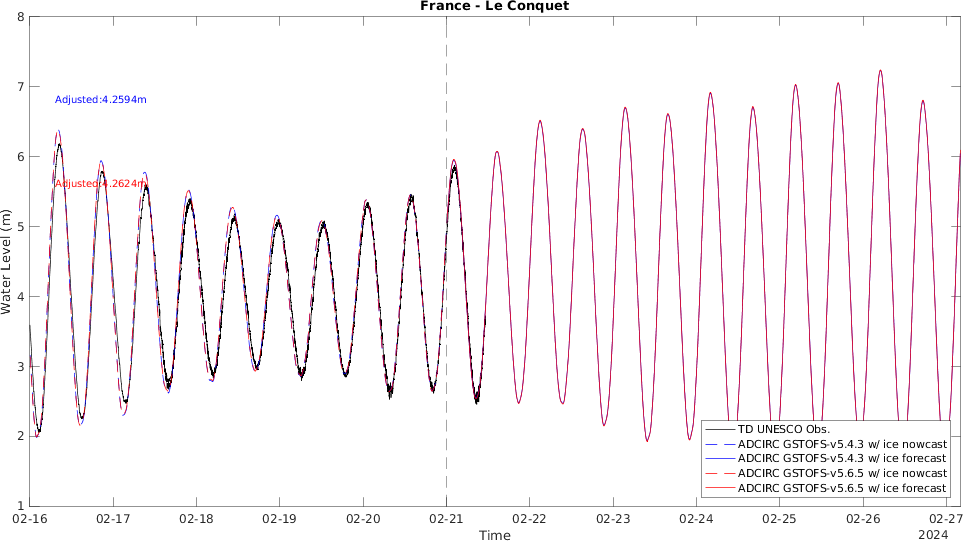 France - Le Conquet
8
7
6
5
4
3
2
1
Water Level (m)
Adjusted:4.2594m
Adjusted:4.2624m
TD UNESCO Obs.
ADCIRC GSTOFS-v5.4.3 w/ ice nowcast
ADCIRC GSTOFS-v5.4.3 w/ ice forecast
ADCIRC GSTOFS-v5.6.5 w/ ice nowcast
ADCIRC GSTOFS-v5.6.5 w/ ice forecast
02-16 02-17 02-18 02-19 02-20 02-21 02-22 02-23 02-24 02-25 02-26 02-27
Time
2024